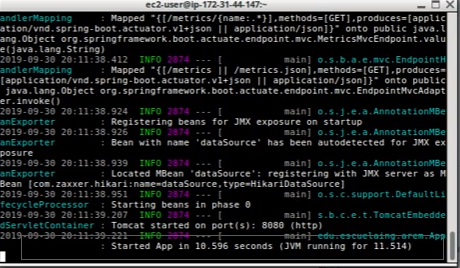 ec2-user@ip-172-31-44-147:~
andlerMapping : Mapped "{[/metrics/{name:.*}],methods=[GET],produces=[applic
ation/vnd.spring-boot.actuator.v1+json || application/json]}" onto public java.l
ang.Object org.springframework.boot.actuate.endpoint.mvc.MetricsMvcEndpoint.valu
e(java.lang.String)
2019-09-30 20:11:38.412 INFO 2874 --- [ main] o.s.b.a.e.mvc.EndpointH
andlerMapping : Mapped "{[/metrics || /metrics.json],methods=[GET],produces=
[application/vnd.spring-boot.actuator.v1+json || application/json]}" onto public
java.lang.Object org.springframework.boot.actuate.endpoint.mvc.EndpointMvcAdapt
er.invoke()
2019-09-30 20:11:38.924 INFO 2874 --- [ main] o.s.j.e.a.AnnotationMBe
anExporter : Registering beans for JMX exposure on startup
2019-09-30 20:11:38.926 INFO 2874 --- [ main] o.s.j.e.a.AnnotationMBe
anExporter : Bean with name 'dataSource' has been autodetected for JMX ex
posure
2019-09-30 20:11:38.939 INFO 2874 --- [ main] o.s.j.e.a.AnnotationMBe
anExporter : Located MBean 'dataSource': registering with JMX server as M
Bean [com.zaxxer.hikari:name=dataSource,type=HikariDataSource]
2019-09-30 20:11:38.951 INFO 2874 --- [ main] o.s.c.support.DefaultLi
fecycleProcessor : Starting beans in phase 0
2019-09-30 20:11:39.207 INFO 2874 --- [ main] s.b.c.e.t.TomcatEmbedde
dServletContainer : Tomcat started on port(s): 8080 (http)
2019-09-30 20:11:39.221 INFO 2874 --- [ main] edu.escuelaing.arem.App
: Started App in 10.596 seconds (JVM running for 11.514)